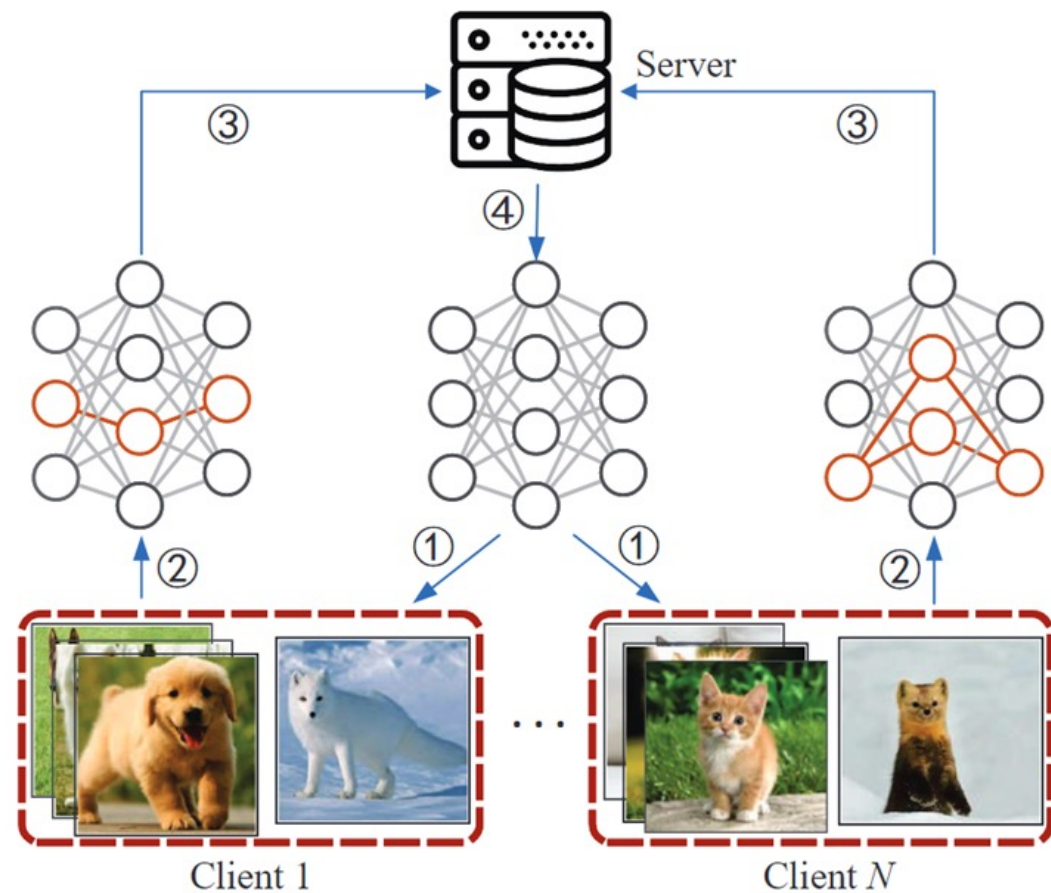 Server
③
③
④
①
①
②
②
...
Client 1
Client N